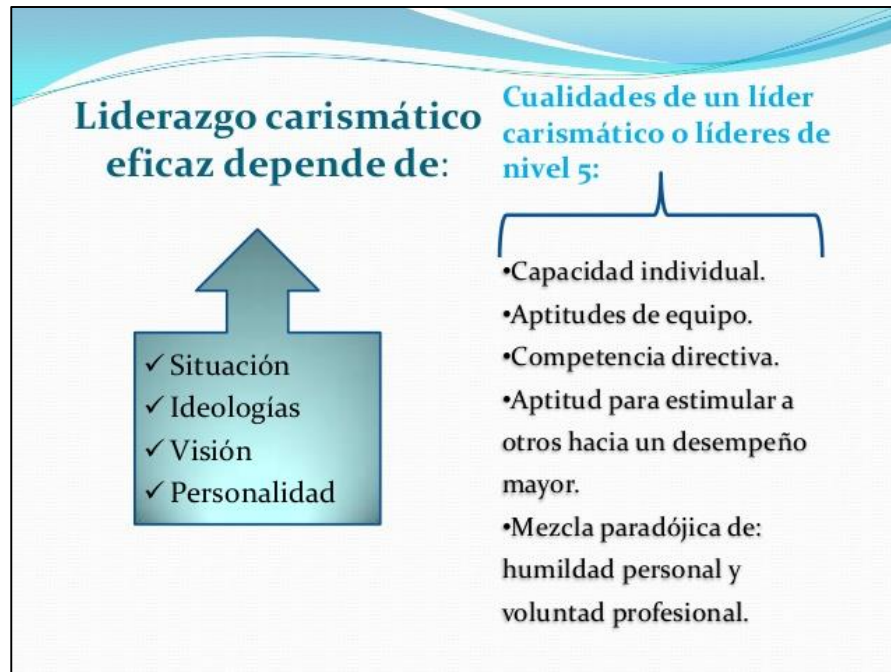 Liderazgo carismático
eficaz depende de:
✓ Situación
✓ Ideologías
✓ Visión
✓ Personalidad
Cualidades de un líder
carismático o líderes de
nivel 5:
•Capacidad individual.
•Aptitudes de equipo.
•Competencia directiva.
•Aptitud para estimular a
otros hacia un desempeño
mayor.
•Mezcla paradójica de:
humildad personal y
voluntad profesional.